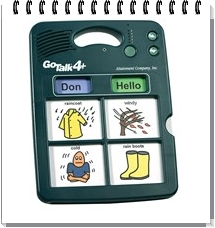 GoTalk4+
Attainment Company, Inc.
Don
Hello
raincoat
windy
cold
rain boots